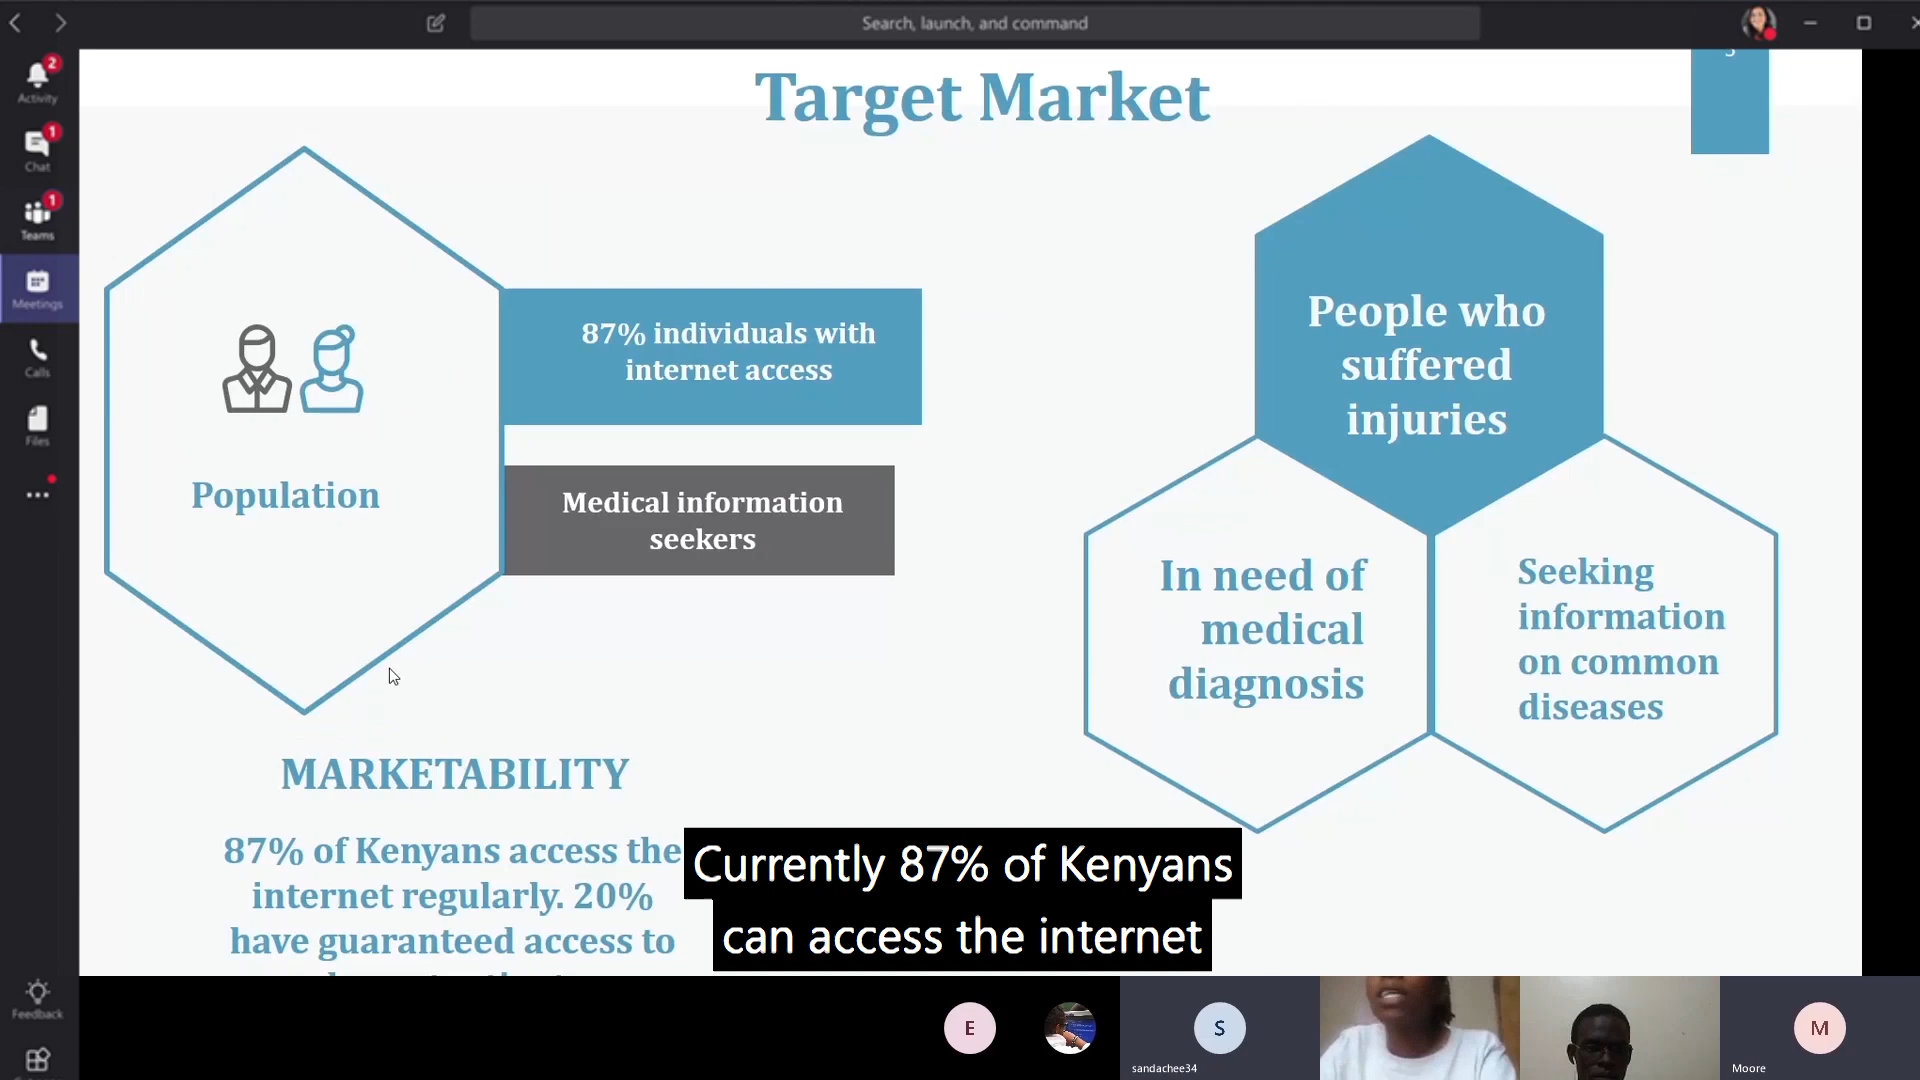 Search, launch, and command
2
Activity
1
Chat
1
Teams
Meetings
Calls
Files
Feedback
Target Market
87% individuals with
internet access
Medical information
seekers
Population
People who
suffered
injuries
In need of
medical
diagnosis
Seeking
information
on common
diseases
MARKETABILITY
87% of Kenyans access the
internet regularly. 20%
have guaranteed access to
Currently 87% of Kenyans
can access the internet
E
S
sandachee34
M
Moore